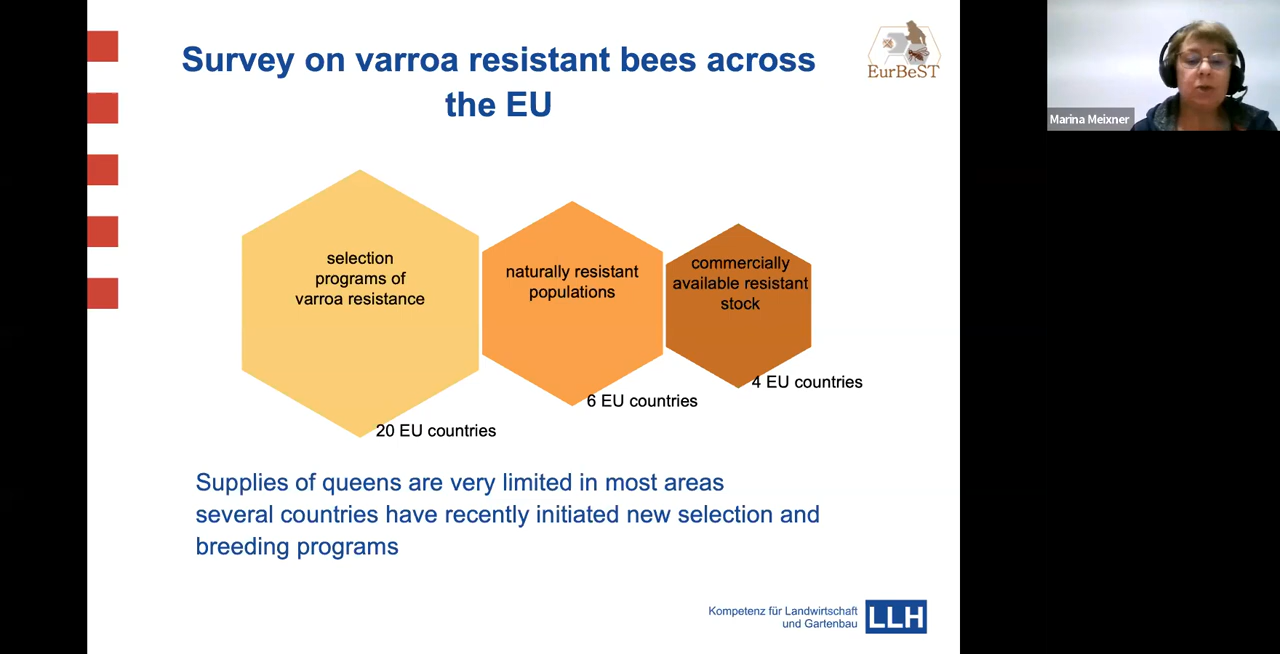 Survey on varroa resistant bees across
the EU
EurBeST
Marina Meixner
selection
programs of
varroa resistance
naturally resistant
populations
commercially
available resistant
stock
4 EU countries
6 EU countries
20 EU countries
Supplies of queens are very limited in most areas
several countries have recently initiated new selection and
breeding programs
Kompetenz für Landwirtschaft
und Gartenbau
LLH